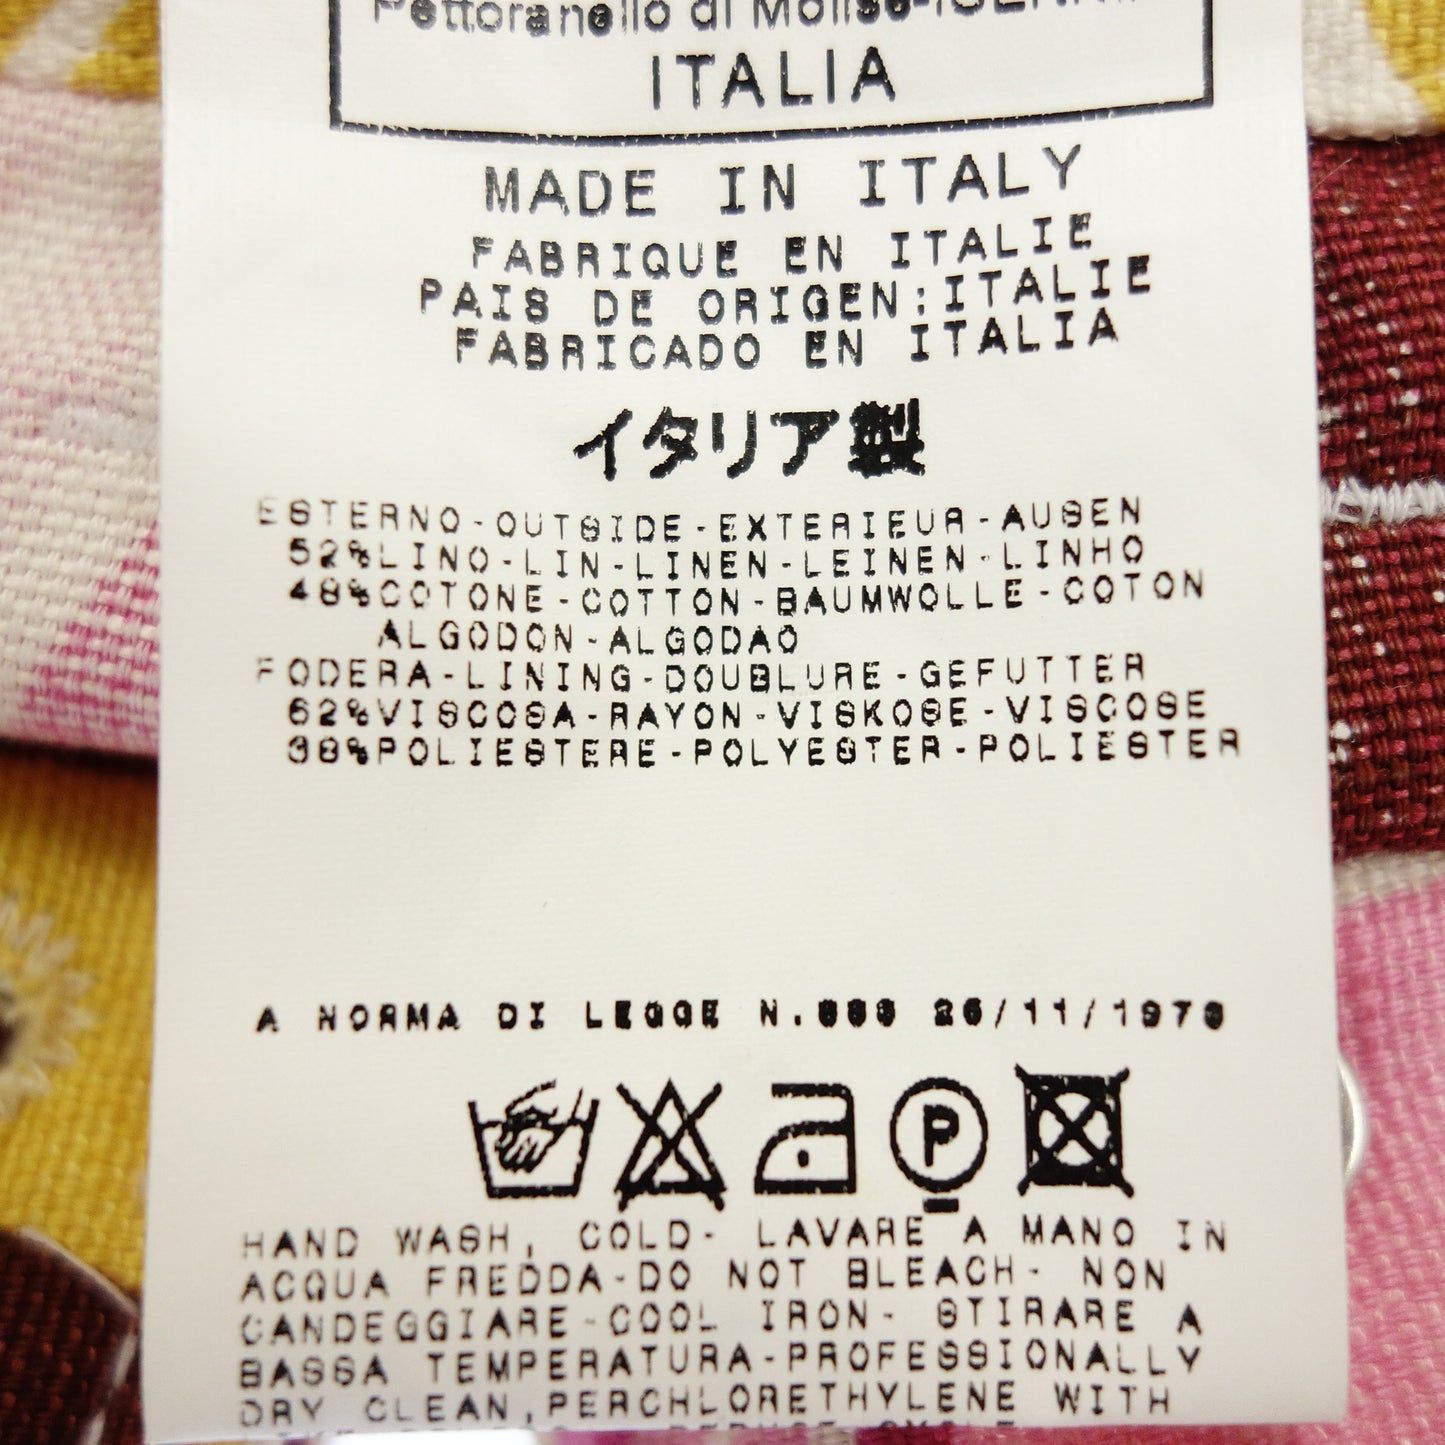 Pettoranello di Molise-ISERNIA
ITALIA
MADE IN ITALY
FABRIQUE EN ITALIE
PAIS DE ORIGEN:ITALIE
FABRICADO EN ITALIA
イタリア製
ESTERNO-OUTSIDE-EXTERIEUR-AUSEN
52%LINO-LIN-LINEN-LEINEN-LINHO
48%COTONE-COTTON-BAUMWOLLE-COTON
ALGODON-ALGODAO
FODERA-LINING-DOUBLURE-GEFUTTER
62%VISCOSA-RAYON-VISKOSE-VISCOSE
38%POLIESTERE-POLYESTER-POLIESTER
A NORMA DI LEGGE N.883 26/11/1973
P
HAND WASH, COLD- LAVARE A MANO IN
ACQUA FREDDA-DO NOT BLEACH- NON
CANDEGGIARE-COOL IRON- STIRARE A
BASSA TEMPERATURA-PROFESSIONALLY
DRY CLEAN,PERCHLORETHYLENE WITH